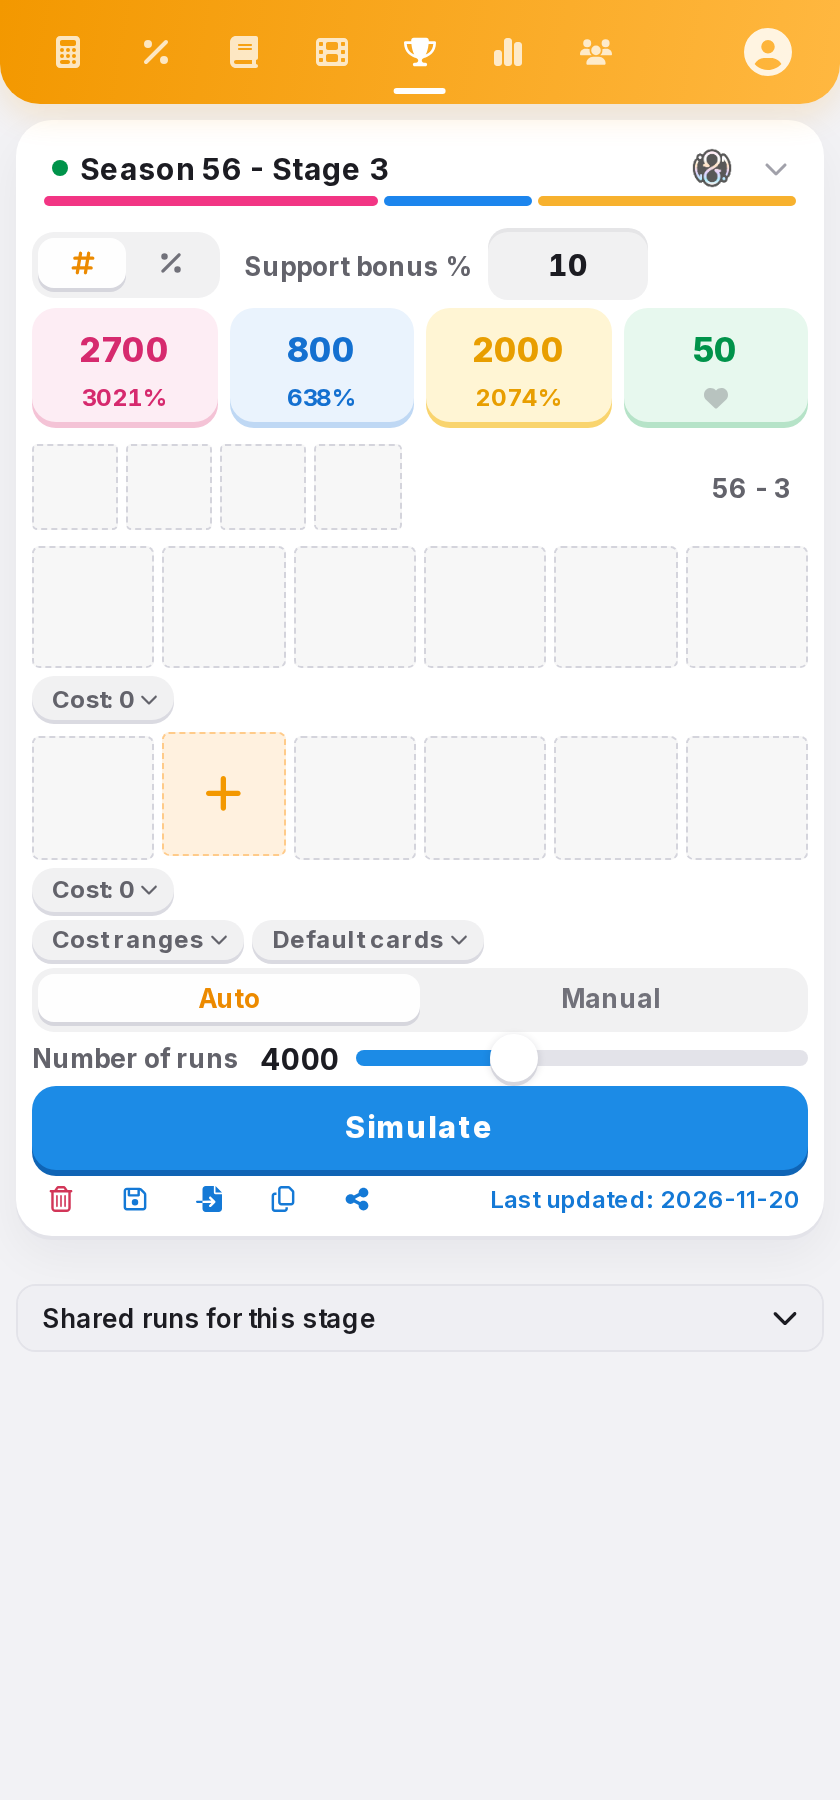 Season 56 - Stage 3
Support bonus % 10
2700 800 2000 50
3021% 638% 2074%
56 - 3
Cost: 0
Cost: 0
Cost ranges Default cards
Auto Manual
Number of runs 4000
Simulate
Last updated: 2026-11-20
Shared runs for this stage